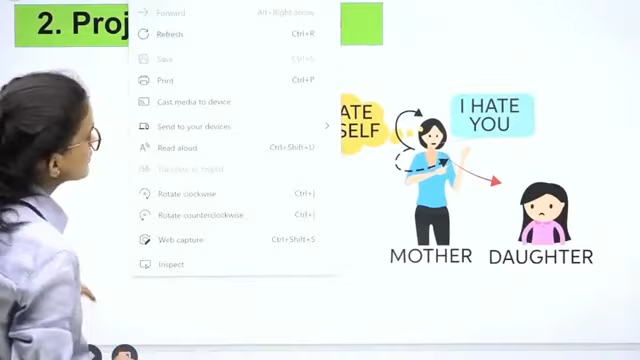 2. Proj
Forward Alt+Right arrow
Refresh Ctrl+R
Save Ctrl+S
Print Ctrl+P
Cast media to device
Send to your devices
Read aloud Ctrl+Shift+U
Rotate clockwise Ctrl+]
Rotate counterclockwise Ctrl+[
Web capture Ctrl+Shift+S
Inspect
ATE
SELF
I HATE
YOU
MOTHER DAUGHTER